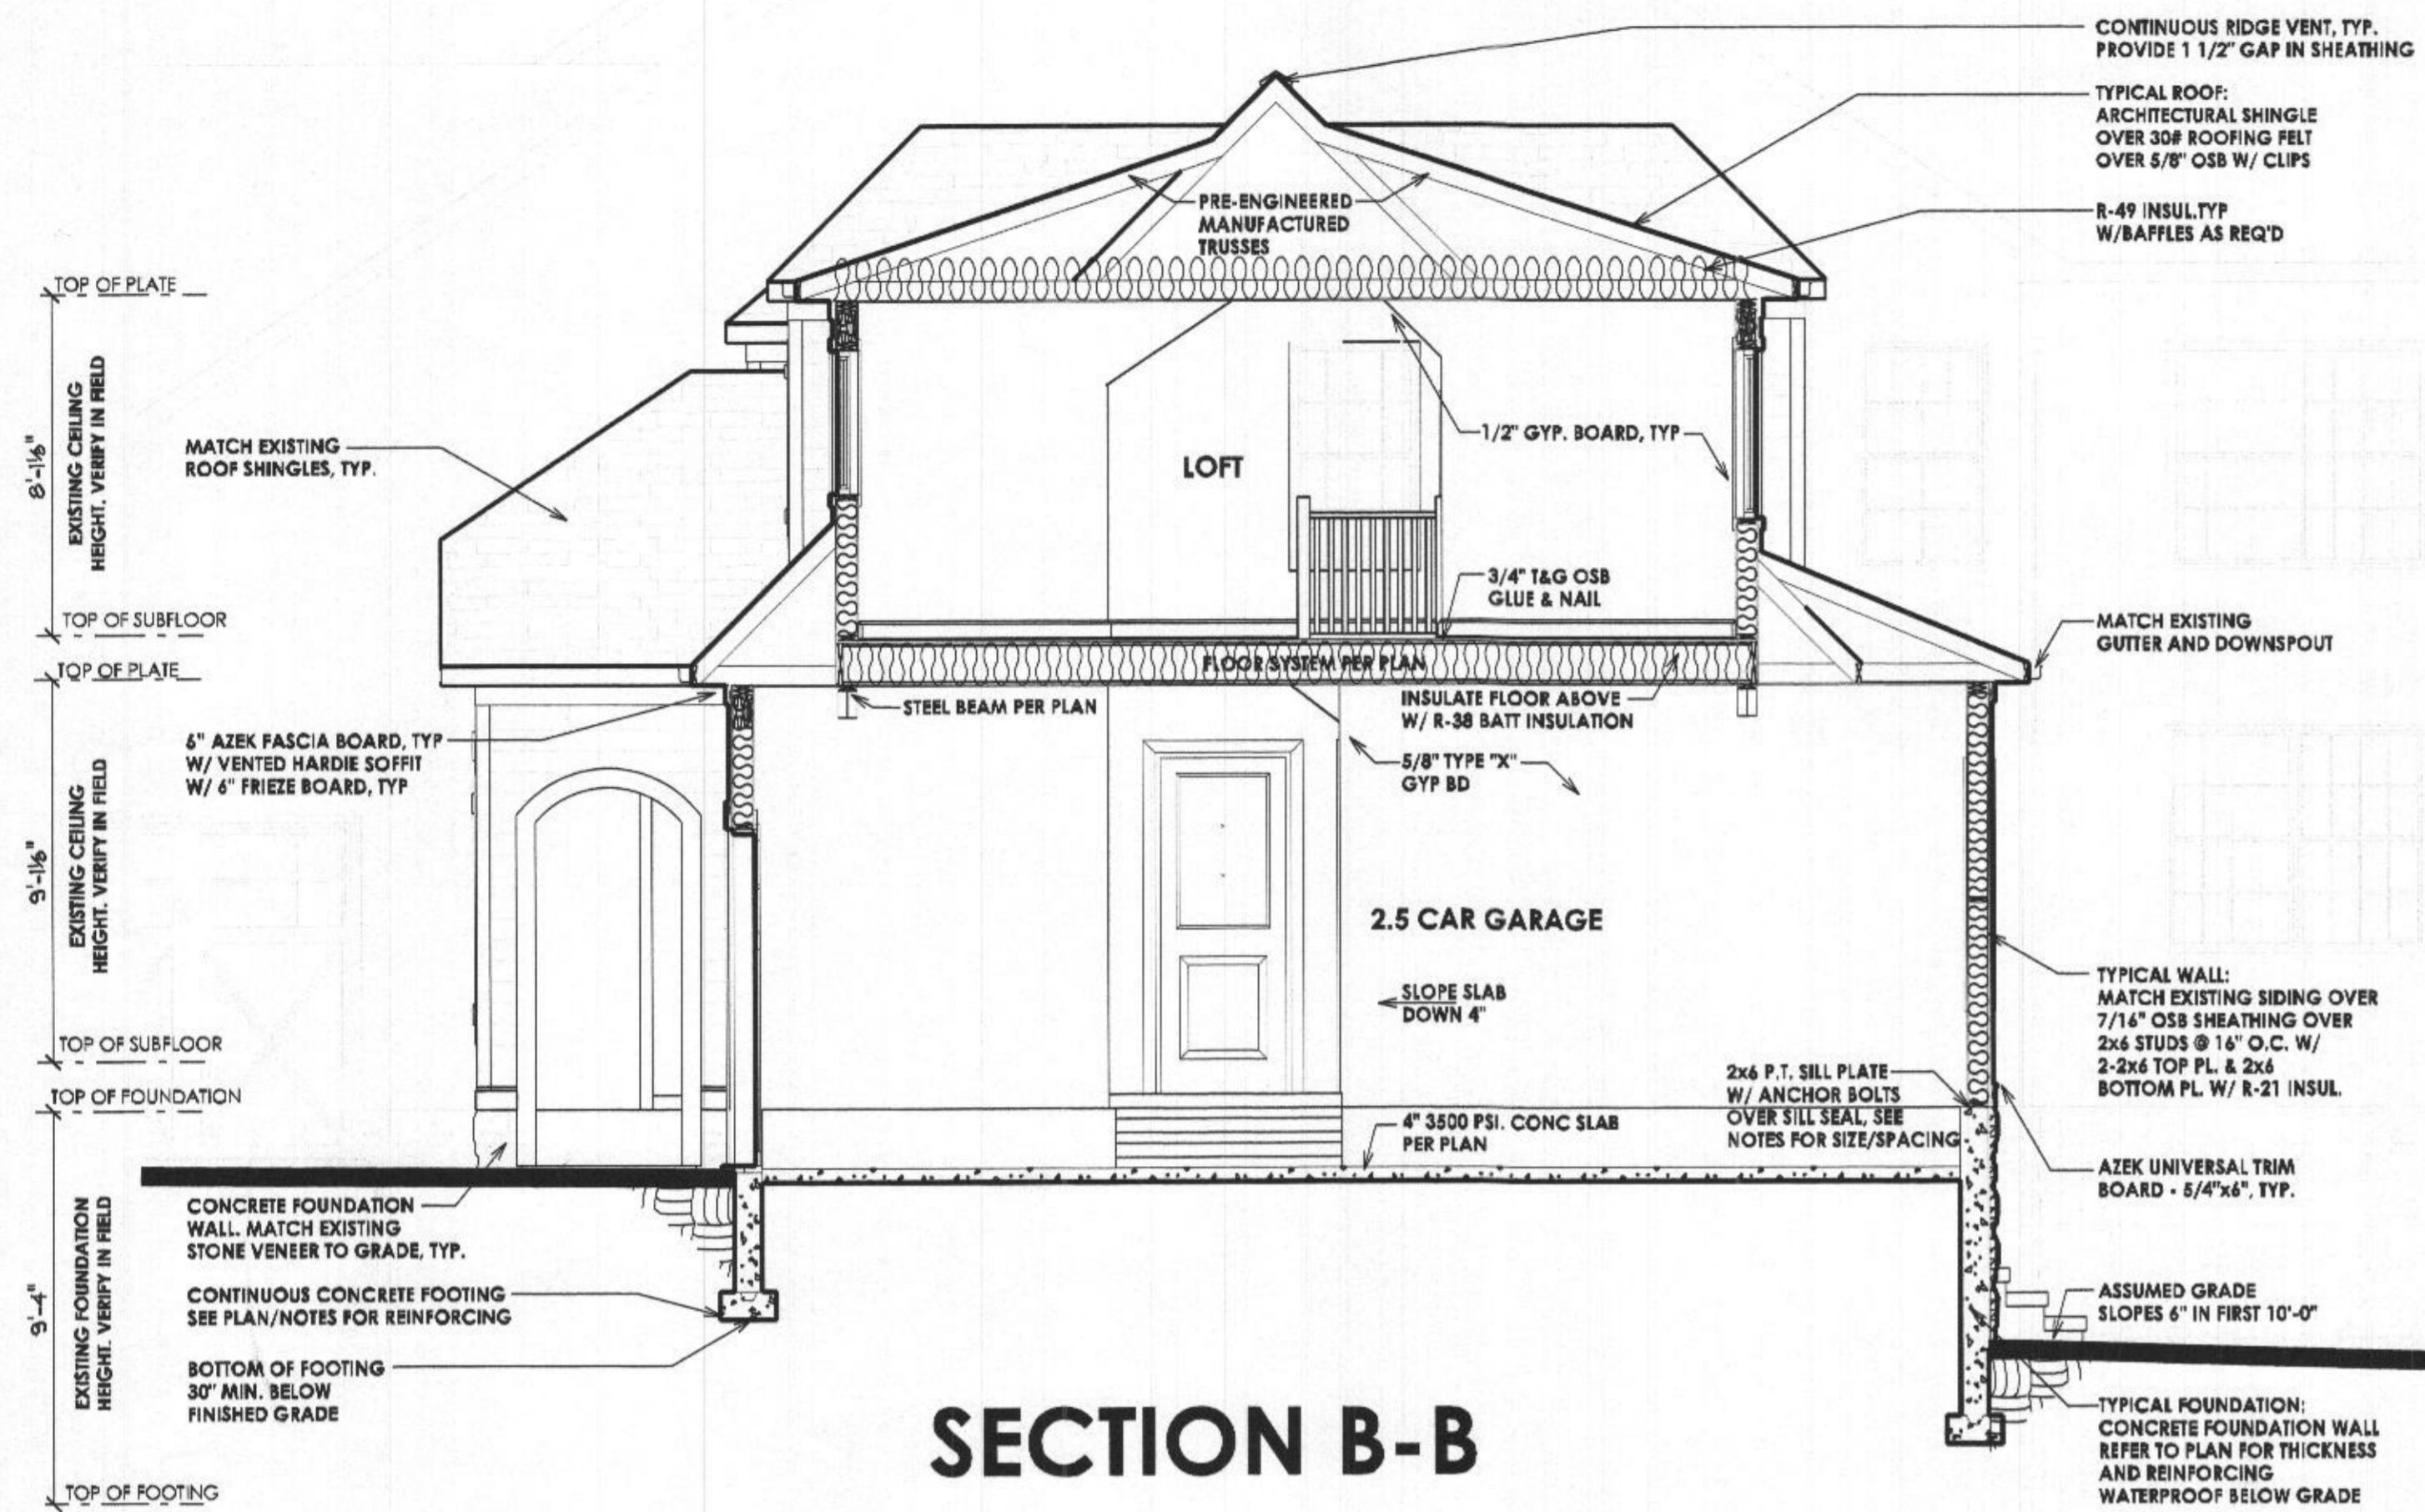 CONTINUOUS RIDGE VENT, TYP.
PROVIDE 1 1/2" GAP IN SHEATHING
TYPICAL ROOF:
ARCHITECTURAL SHINGLE
OVER 30# ROOFING FELT
OVER 5/8" OSB W/ CLIPS
R-49 INSUL.TYP
W/BAFFLES AS REQ'D
PRE-ENGINEERED
MANUFACTURED
TRUSSES
TOP OF PLATE
8'-1⅛"
EXISTING CEILING
HEIGHT. VERIFY IN FIELD
MATCH EXISTING
ROOF SHINGLES, TYP.
1/2" GYP. BOARD, TYP
LOFT
3/4" T&G OSB
GLUE & NAIL
TOP OF SUBFLOOR
MATCH EXISTING
GUTTER AND DOWNSPOUT
TOP OF PLATE
FLOOR SYSTEM PER PLAN
STEEL BEAM PER PLAN
INSULATE FLOOR ABOVE
W/ R-38 BATT INSULATION
6" AZEK FASCIA BOARD, TYP
W/ VENTED HARDIE SOFFIT
W/ 6" FRIEZE BOARD, TYP
5/8" TYPE "X"
GYP BD
9'-1⅛"
EXISTING CEILING
HEIGHT. VERIFY IN FIELD
2.5 CAR GARAGE
SLOPE SLAB
DOWN 4"
TYPICAL WALL:
MATCH EXISTING SIDING OVER
7/16" OSB SHEATHING OVER
2x6 STUDS @ 16" O.C. W/
2-2x6 TOP PL. & 2x6
BOTTOM PL. W/ R-21 INSUL.
TOP OF SUBFLOOR
TOP OF FOUNDATION
2x6 P.T. SILL PLATE
W/ ANCHOR BOLTS
OVER SILL SEAL, SEE
NOTES FOR SIZE/SPACING
4" 3500 PSI. CONC SLAB
PER PLAN
AZEK UNIVERSAL TRIM
BOARD - 5/4"x6", TYP.
CONCRETE FOUNDATION
WALL. MATCH EXISTING
STONE VENEER TO GRADE, TYP.
9'-4"
EXISTING FOUNDATION
HEIGHT. VERIFY IN FIELD
CONTINUOUS CONCRETE FOOTING
SEE PLAN/NOTES FOR REINFORCING
ASSUMED GRADE
SLOPES 6" IN FIRST 10'-0"
BOTTOM OF FOOTING
30" MIN. BELOW
FINISHED GRADE
TYPICAL FOUNDATION:
CONCRETE FOUNDATION WALL
REFER TO PLAN FOR THICKNESS
AND REINFORCING
WATERPROOF BELOW GRADE
SECTION B-B
TOP OF FOOTING